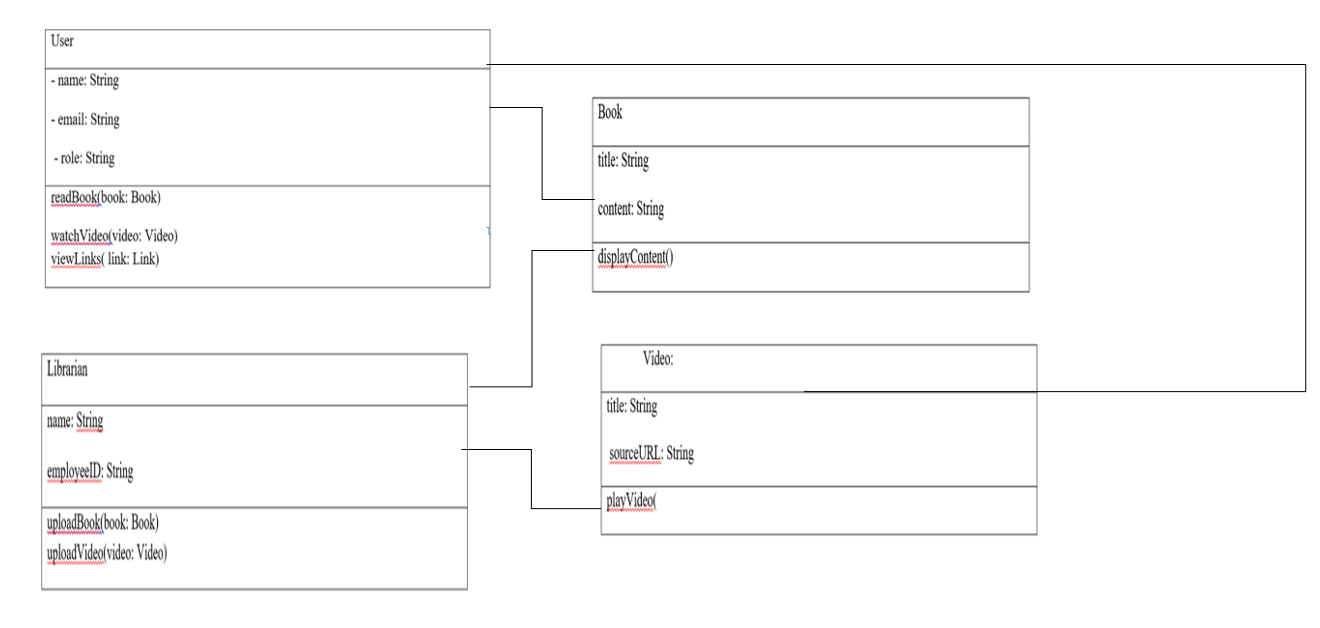 User
- name: String
- email: String
- role: String
readBook(book: Book)
watchVideo(video: Video)
viewLinks( link: Link)
Book
title: String
content: String
displayContent()
Librarian
name: String
employeeID: String
uploadBook(book: Book)
uploadVideo(video: Video)
Video:
title: String
sourceURL: String
playVideo(